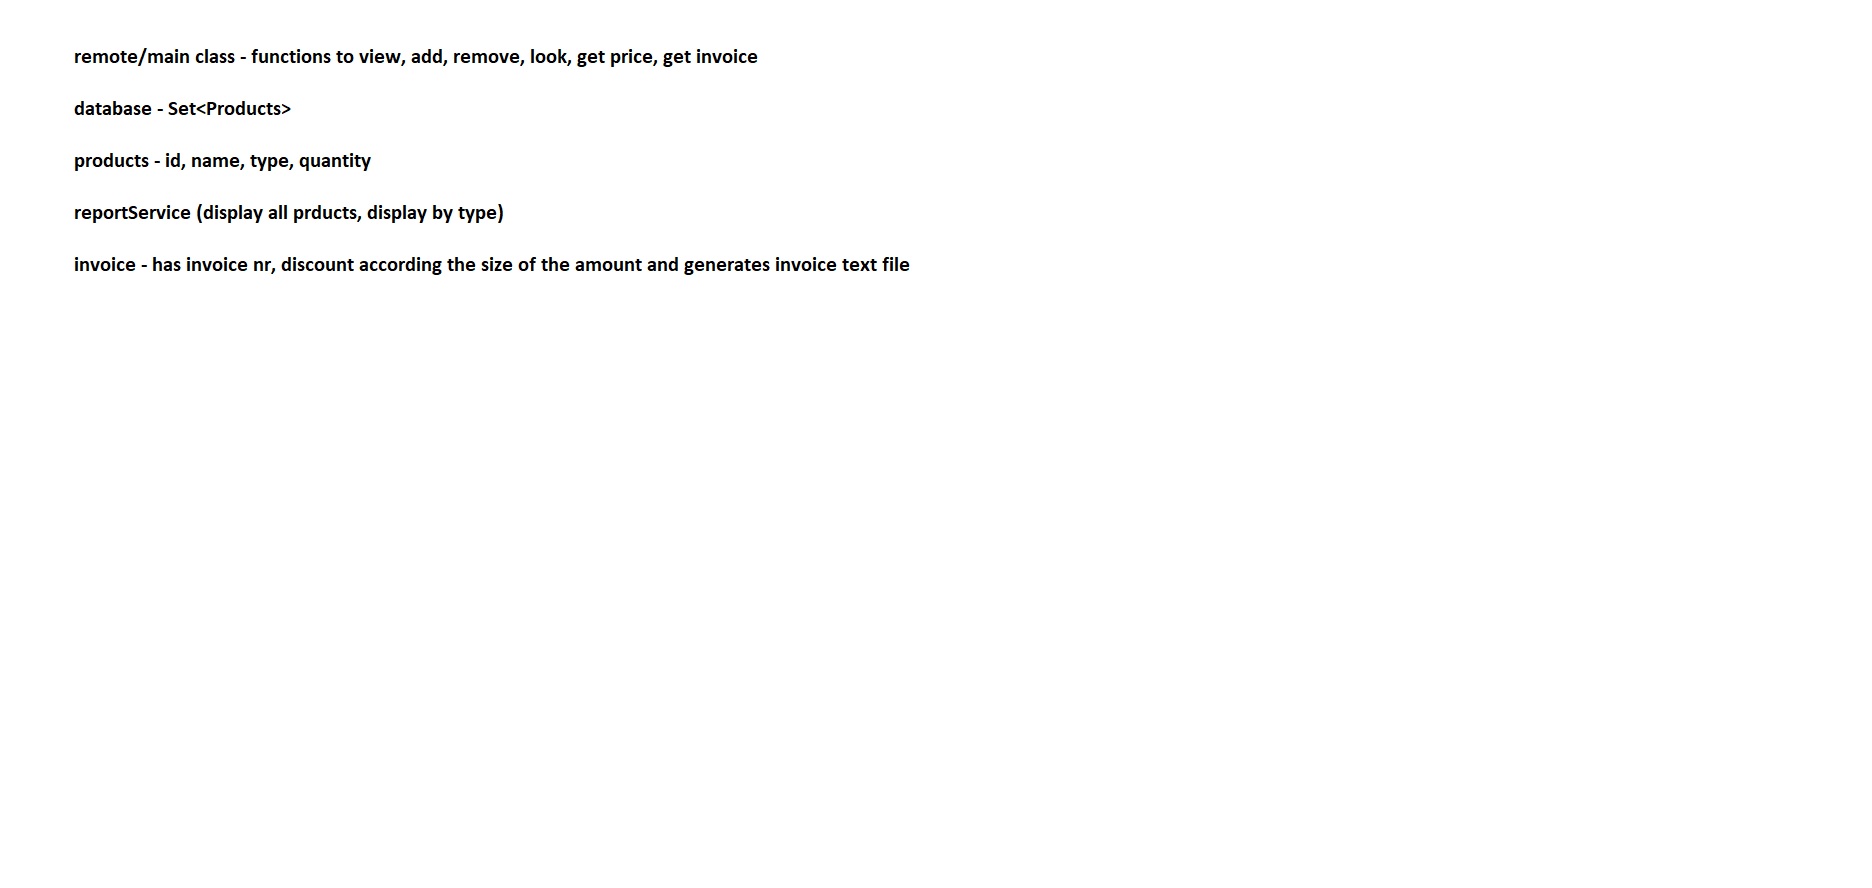 remote/main class - functions to view, add, remove, look, get price, get invoice
database - Set<Products>
products - id, name, type, quantity
reportService (display all prducts, display by type)
invoice - has invoice nr, discount according the size of the amount and generates invoice text file